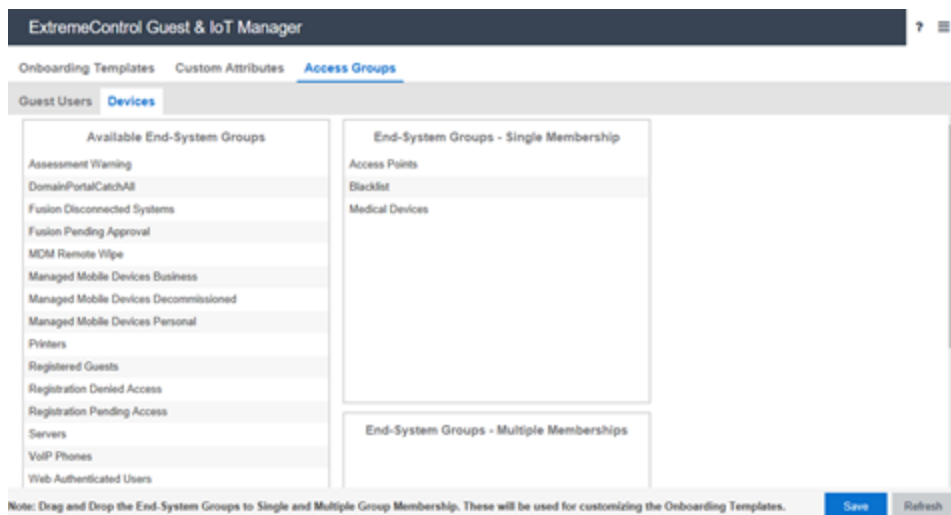 ExtremeControl Guest & IoT Manager
?
Onboarding Templates Custom Attributes Access Groups
Guest Users Devices
Available End-System Groups
Assessment Warning
DomainPortalCatchAll
Fusion Disconnected Systems
Fusion Pending Approval
MDM Remote Wipe
Managed Mobile Devices Business
Managed Mobile Devices Decommissioned
Managed Mobile Devices Personal
Printers
Registered Guests
Registration Denied Access
Registration Pending Access
Servers
VoIP Phones
Web Authenticated Users
End-System Groups - Single Membership
Access Points
Blacklist
Medical Devices
End-System Groups - Multiple Memberships
Note: Drag and Drop the End-System Groups to Single and Multiple Group Membership. These will be used for customizing the Onboarding Templates.
Save Refresh